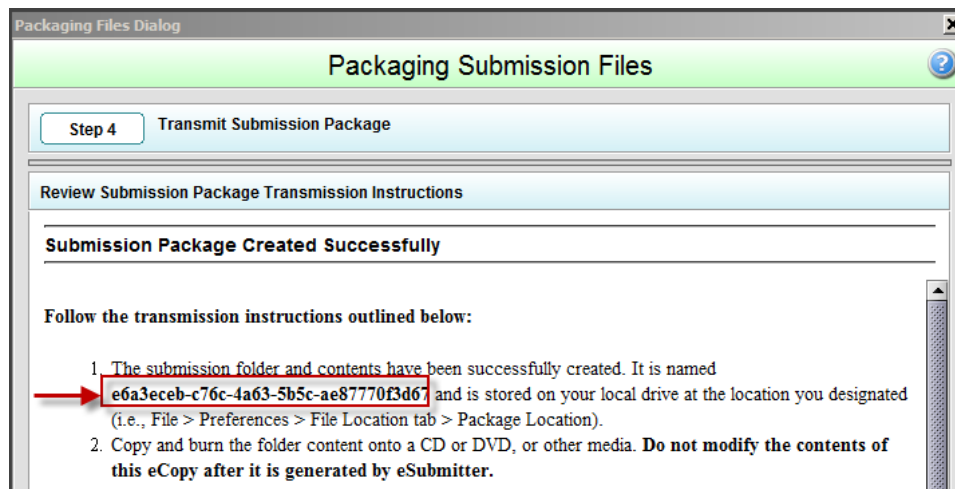 Packaging Files Dialog
Packaging Submission Files
Step 4 Transmit Submission Package
Review Submission Package Transmission Instructions
Submission Package Created Successfully
Follow the transmission instructions outlined below:
1. The submission folder and contents have been successfully created. It is named
e6a3eceb-c76c-4a63-5b5c-ae87770f3d67 and is stored on your local drive at the location you designated
(i.e., File > Preferences > File Location tab > Package Location).
2. Copy and burn the folder content onto a CD or DVD, or other media. Do not modify the contents of
this eCopy after it is generated by eSubmitter.